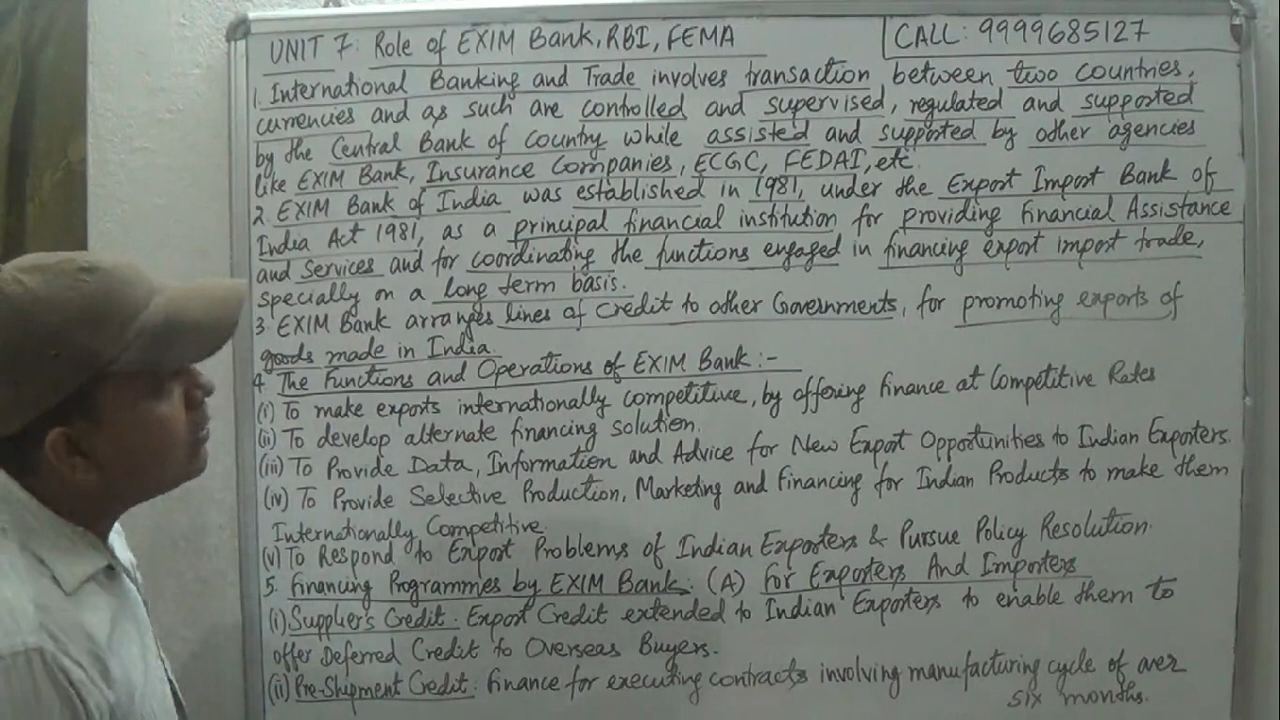 UNIT 7: Role of EXIM Bank, RBI, FEMA
CALL: 9999685127
1. International Banking and Trade involves transaction between two countries,
currencies and as such are controlled and supervised, regulated and supported
by the Central Bank of Country while assisted and supported by other agencies
like EXIM Bank, Insurance Companies, ECGC, FEDAI, etc.
2. EXIM Bank of India was established in 1981, under the Export Import Bank of
India Act 1981, as a principal financial institution for providing Financial Assistance
and Services and for coordinating the functions engaged in financing export import trade,
specially on a long term basis.
3. EXIM Bank arranges lines of credit to other Governments, for promoting exports of
goods made in India.
4. The Functions and Operations of EXIM Bank:-
(i) To make exports internationally competitive, by offering finance at Competitive Rates
(ii) To develop alternate financing solution.
(iii) To Provide Data, Information and Advice for New Export Opportunities to Indian Exporters.
(iv) To Provide Selective Production, Marketing and Financing for Indian Products to make them
Internationally Competitive.
(v) To Respond to Export Problems of Indian Exporters & Pursue Policy Resolution.
5. Financing Programmes by EXIM Bank: (A) For Exporters And Importers
(i) Supplier's Credit: Export Credit extended to Indian Exporters to enable them to
offer Deferred Credit to Overseas Buyers.
(ii) Pre-Shipment Credit: Finance for executing contracts involving manufacturing cycle of over
six months.